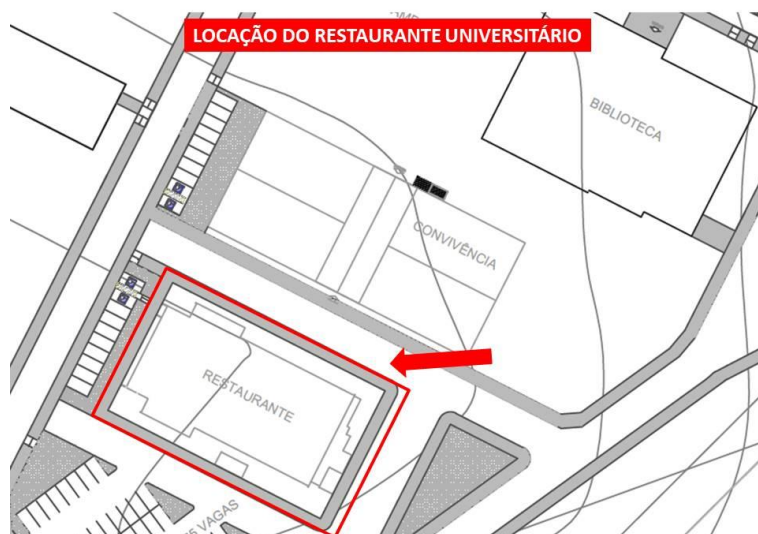 LOCAÇÃO DO RESTAURANTE UNIVERSITÁRIO
BIBLIOTECA
CONVIVÊNCIA
RESTAURANTE
VAGAS